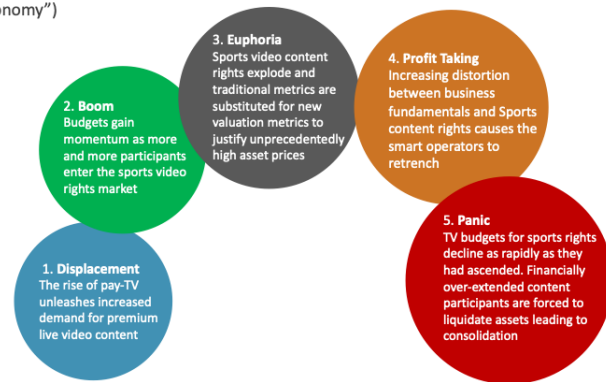 onomy”)
1. Displacement
The rise of pay-TV
unleashes increased
demand for premium
live video content
2. Boom
Budgets gain
momentum as more
and more participants
enter the sports video
rights market
3. Euphoria
Sports video content
rights explode and
traditional metrics are
substituted for new
valuation metrics to
justify unprecedentedly
high asset prices
4. Profit Taking
Increasing distortion
between business
fundamentals and Sports
content rights causes the
smart operators to
retrench
5. Panic
TV budgets for sports rights
decline as rapidly as they
had ascended. Financially
over-extended content
participants are forced to
liquidate assets leading to
consolidation